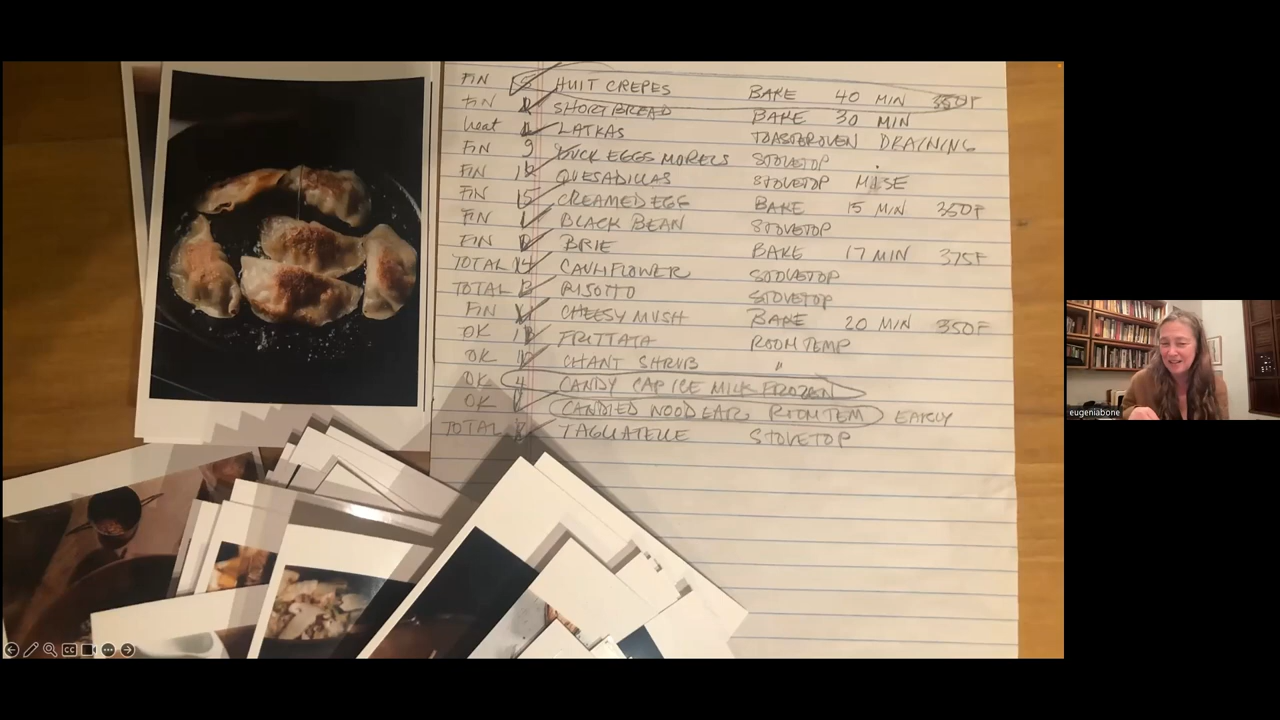 FIN HUIT CREPES BAKE 40 MIN 350F
FIN SHORTBREAD BAKE 30 MIN
heat LATKAS TOASTEROVEN DRAINING
FIN 9 DUCK EGGS MORELS STOVETOP
FIN QUESADILLAS STOVETOP MISE
FIN 15 CREAMED EGG BAKE 15 MIN 350F
FIN BLACK BEAN STOVETOP
FIN BRIE BAKE 17 MIN 375F
TOTAL 14 CAULIFLOWER STOVETOP
TOTAL RISOTTO STOVETOP
FIN CHEESY MUSH BAKE 20 MIN 350F
OK FRITTATA ROOM TEMP
OK CHANT SHRUB "
OK 4 CANDY CAP ICE MILK FROZEN
OK CANDIED WOOD EAR ROOM TEM EARLY
TOTAL TAGLIATELLE STOVETOP
eugeniabone